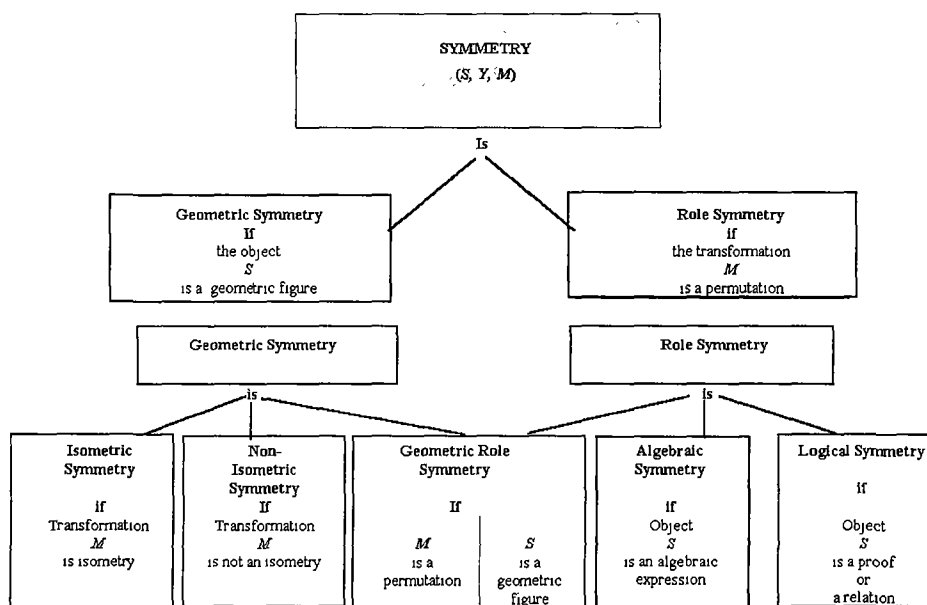 SYMMETRY
(S, Y, M)
Is
Geometric Symmetry
If
the object
S
is a geometric figure
Role Symmetry
if
the transformation
M
is a permutation
Geometric Symmetry
Role Symmetry
is
is
Isometric
Symmetry
if
Transformation
M
is isometry
Non-
Isometric
Symmetry
If
Transformation
M
is not an isometry
Geometric Role
Symmetry
If
M
is a
permutation
S
is a
geometric
figure
Algebraic
Symmetry
if
Object
S
is an algebraic
expression
Logical Symmetry
if
Object
S
is a proof
or
a relation